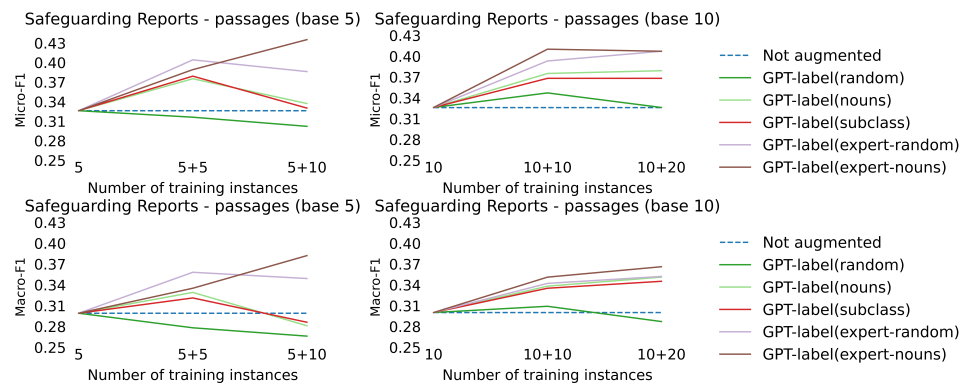 Safeguarding Reports - passages (base 5)
Safeguarding Reports - passages (base 10)
Micro-F1
0.43
0.40
0.37
0.34
0.31
0.28
0.25
5
5+5
5+10
Number of training instances
0.43
0.40
0.37
0.34
0.31
0.28
0.25
10
10+10
10+20
Number of training instances
Micro-F1
Not augmented
GPT-label(random)
GPT-label(nouns)
GPT-label(subclass)
GPT-label(expert-random)
GPT-label(expert-nouns)
Safeguarding Reports - passages (base 5)
Safeguarding Reports - passages (base 10)
Macro-F1
0.43
0.40
0.37
0.34
0.31
0.28
0.25
5
5+5
5+10
Number of training instances
Macro-F1
0.43
0.40
0.37
0.34
0.31
0.28
0.25
10
10+10
10+20
Number of training instances
Not augmented
GPT-label(random)
GPT-label(nouns)
GPT-label(subclass)
GPT-label(expert-random)
GPT-label(expert-nouns)